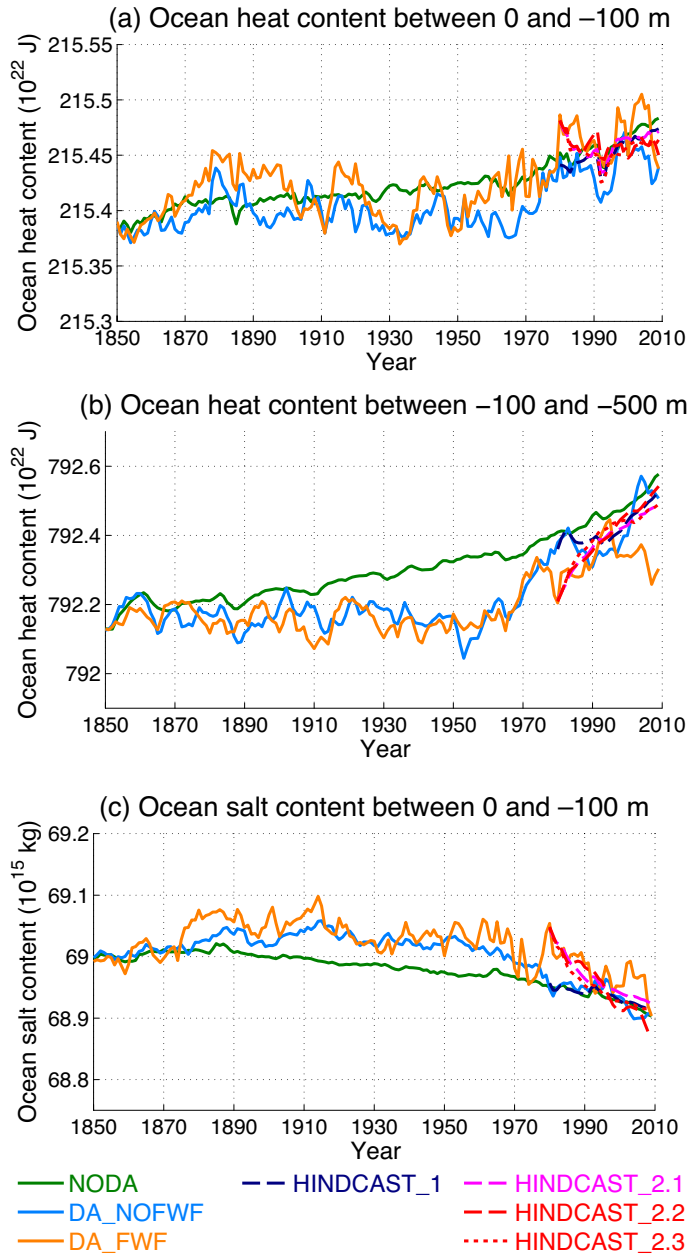 (a) Ocean heat content between 0 and −100 m
Ocean heat content (10^22 J)
215.55
215.5
215.45
215.4
215.35
215.3
1850 1870 1890 1910 1930 1950 1970 1990 2010
Year
(b) Ocean heat content between −100 and −500 m
Ocean heat content (10^22 J)
792.6
792.4
792.2
792
1850 1870 1890 1910 1930 1950 1970 1990 2010
Year
(c) Ocean salt content between 0 and −100 m
Ocean salt content (10^15 kg)
69.2
69.1
69
68.9
68.8
1850 1870 1890 1910 1930 1950 1970 1990 2010
Year
NODA HINDCAST_1 HINDCAST_2.1
DA_NOFWF HINDCAST_2.2
DA_FWF HINDCAST_2.3